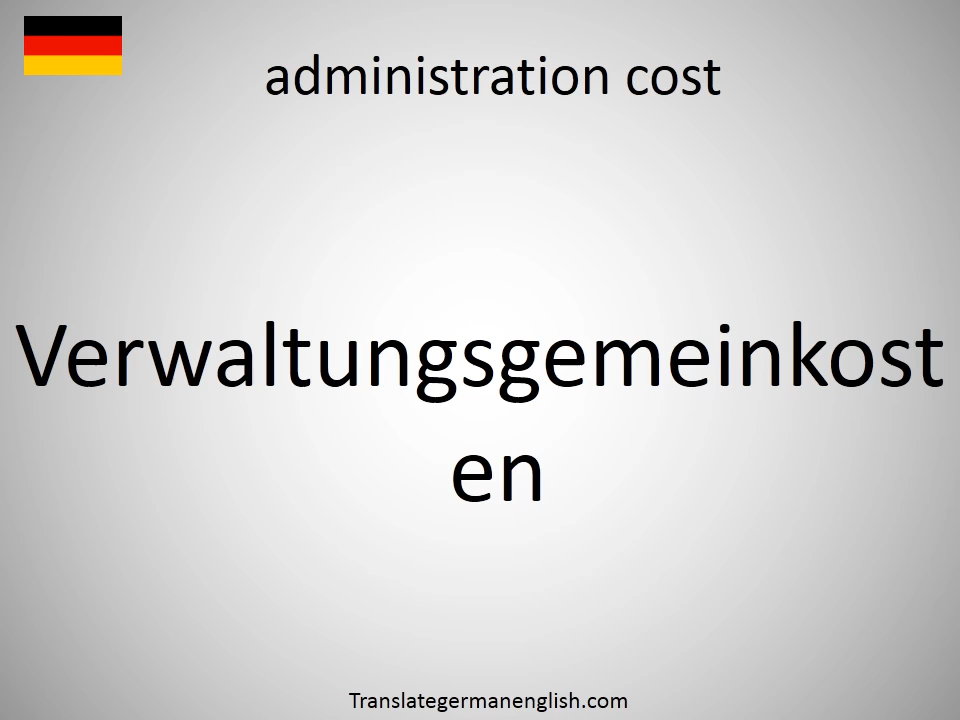 administration cost
Verwaltungsgemeinkost
en
Translategermanenglish.com